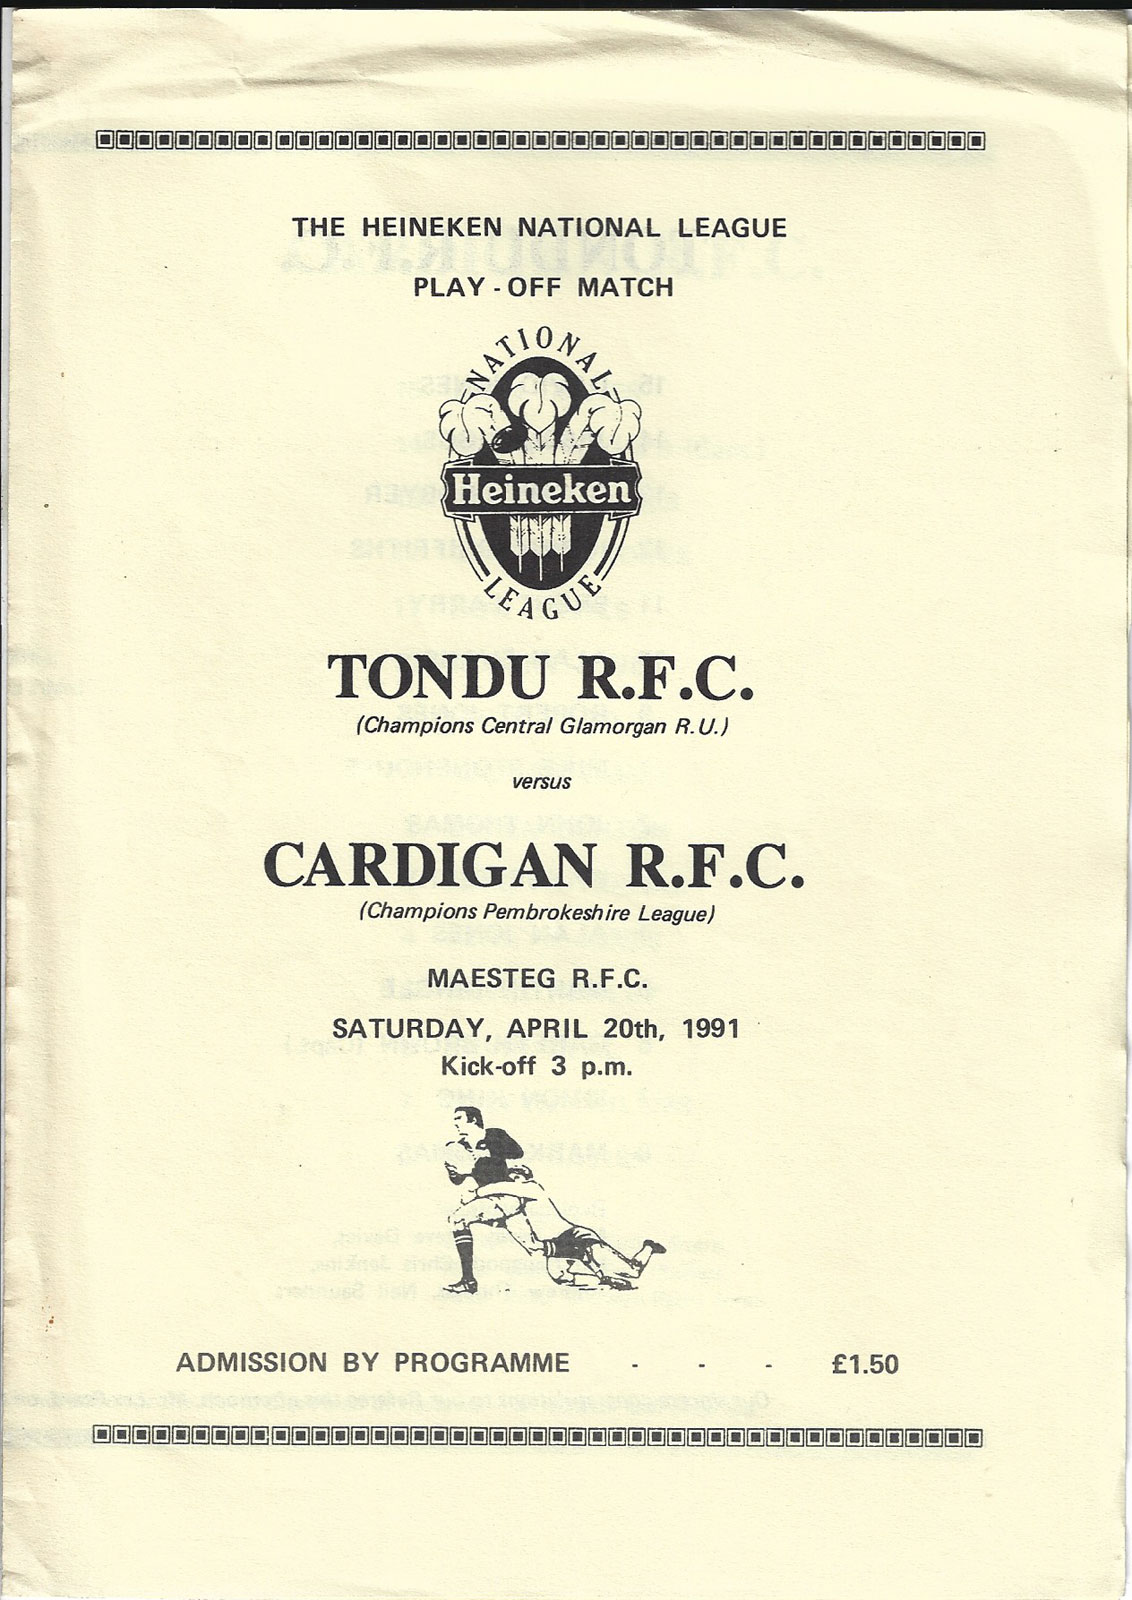 THE HEINEKEN NATIONAL LEAGUE
PLAY-OFF MATCH
NATIONAL
Heineken
LEAGUE
TONDU R.F.C.
(Champions Central Glamorgan R.U.)
versus
CARDIGAN R.F.C.
(Champions Pembrokeshire League)
MAESTEG R.F.C.
SATURDAY, APRIL 20th, 1991
Kick-off 3 p.m.
ADMISSION BY PROGRAMME - - - £1.50